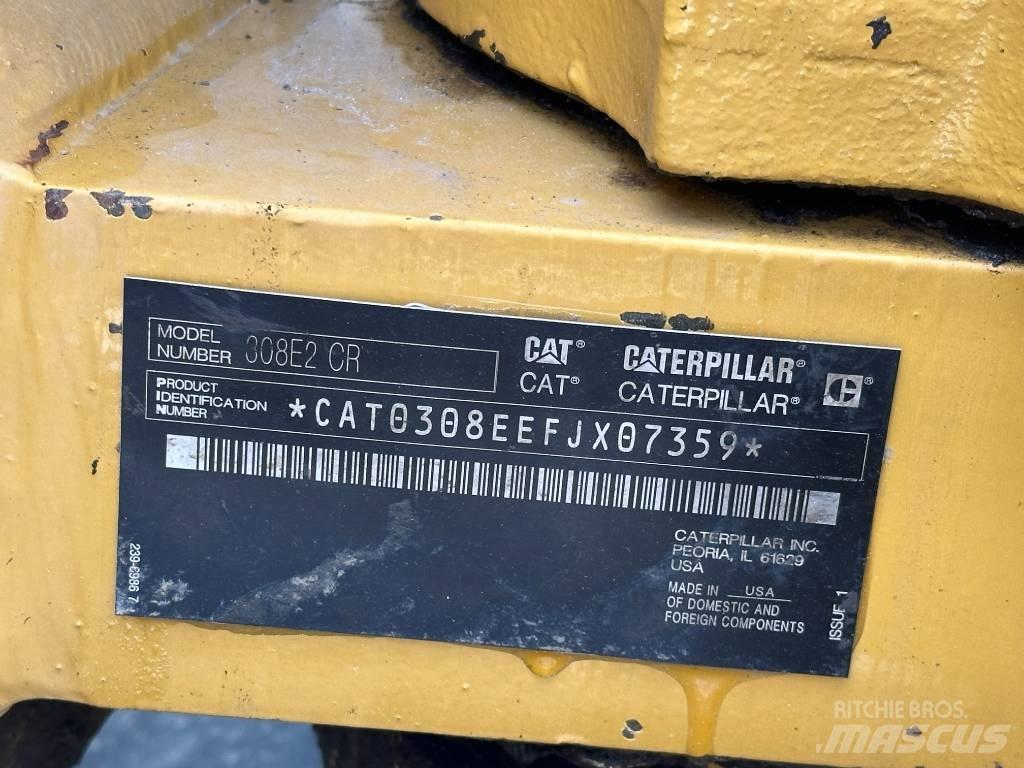 MODEL NUMBER 308E2 CR
CAT® CATERPILLAR®
CAT® CATERPILLAR®
PRODUCT IDENTIFICATION NUMBER *CAT0308EEFJX07359*
CATERPILLAR INC.
PEORIA, IL 61629
USA
MADE IN USA
OF DOMESTIC AND
FOREIGN COMPONENTS
239-6986 7
ISSUE 1
RITCHIE BROS.
MASCUS